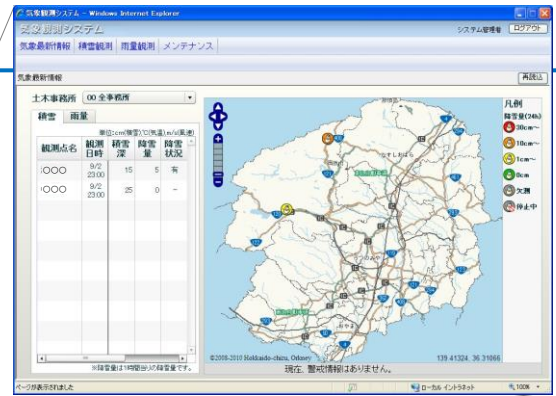 気象観測システム - Windows Internet Explorer
気象観測システム
システム管理者 ログアウト
気象最新情報 積雪観測 雨量観測 メンテナンス
気象最新情報 再読込
土木事務所 00 全事務所
積雪 雨量
単位:cm(積雪),℃(気温),m/s(風速)
観測点名 観測日時 積雪深 降雪量 降雪状況
○○○ 9/2 23:00 15 5 有
○○○ 9/2 23:00 25 0 -
※降雪量は1時間当りの降雪量です。
凡例
降雪量(24h)
30cm～
10cm～
1cm～
0cm
欠測
停止中
おやま
©2008-2010 Hokkaido-chizu, Orkney
139.41324, 36.31066
現在、警戒情報はありません。
ページが表示されました
ローカル イントラネット
100%